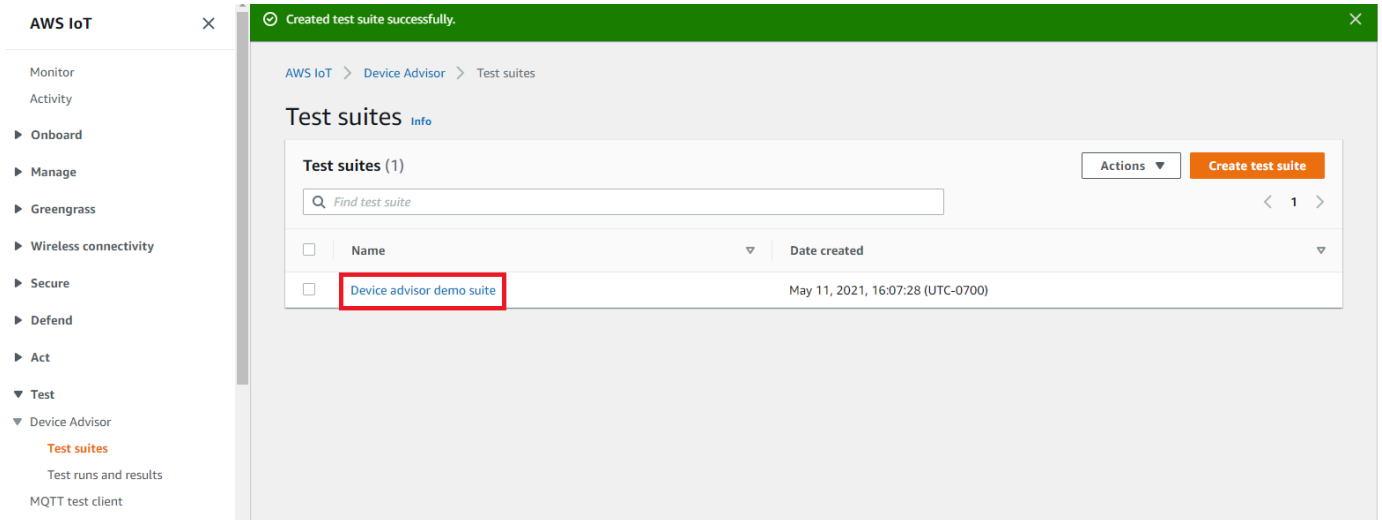 AWS IoT
Monitor
Activity
Onboard
Manage
Greengrass
Wireless connectivity
Secure
Defend
Act
Test
Device Advisor
Test suites
Test runs and results
MQTT test client
Created test suite successfully.
AWS IoT > Device Advisor > Test suites
Test suites Info
Test suites (1)
Actions
Create test suite
Find test suite
1
Name
Date created
Device advisor demo suite
May 11, 2021, 16:07:28 (UTC-0700)